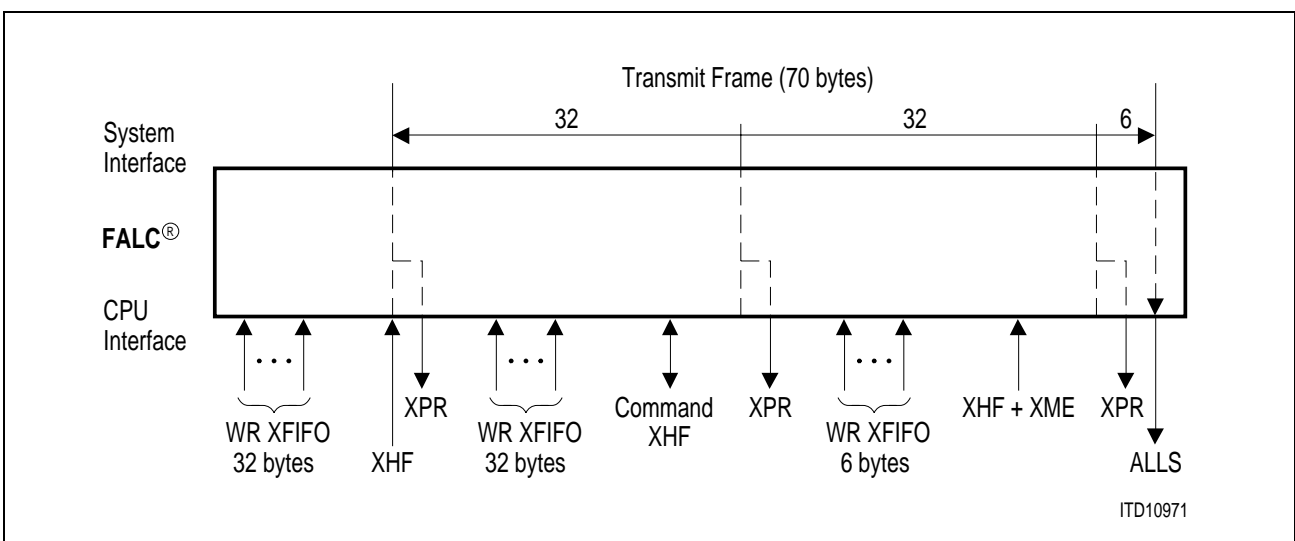 Transmit Frame (70 bytes)
32
32
6
System
Interface
FALC®
CPU
Interface
• • •
XPR
• • •
Command
XHF
XPR
• • •
XHF + XME
XPR
WR XFIFO
32 bytes
XHF
WR XFIFO
32 bytes
WR XFIFO
6 bytes
ALLS
ITD10971